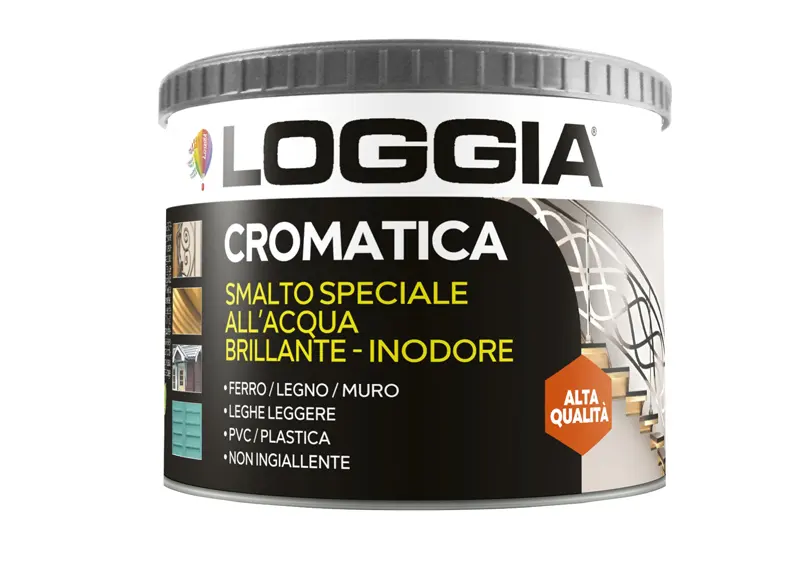 LOGGIA®
CROMATICA
SMALTO SPECIALE
ALL'ACQUA
BRILLANTE - INODORE
• FERRO / LEGNO / MURO
• LEGHE LEGGERE
• PVC / PLASTICA
• NON INGIALLENTE
ALTA
QUALITÀ